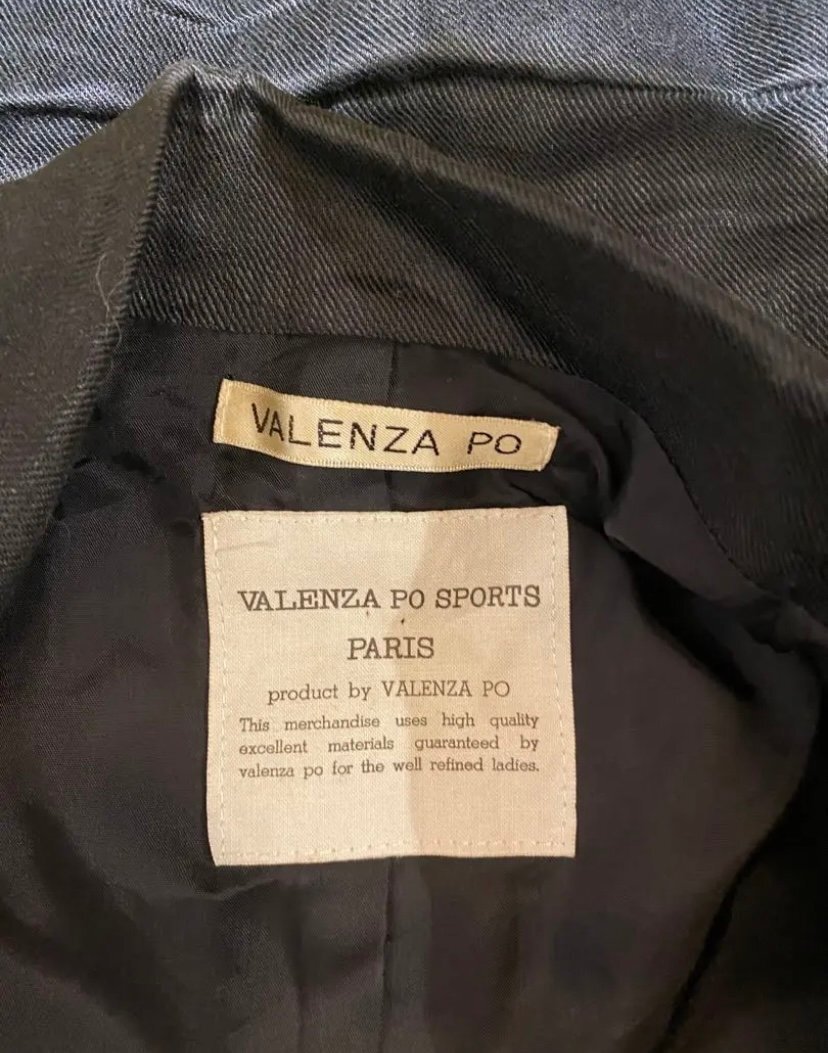 VALENZA PO
VALENZA PO SPORTS
PARIS
product by VALENZA PO
This merchandise uses high quality
excellent materials guaranteed by
valenza po for the well refined ladies.